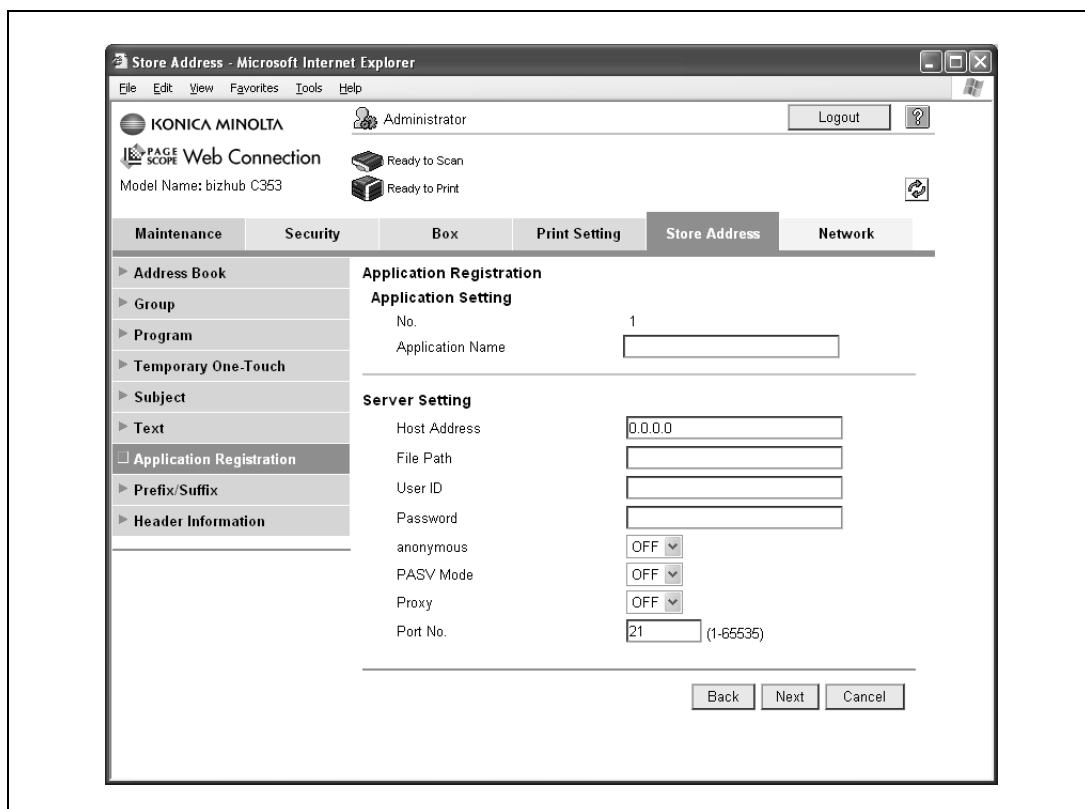 Store Address - Microsoft Internet Explorer
File Edit View Favorites Tools Help
KONICA MINOLTA
Administrator
Logout
?
PAGE SCOPE Web Connection
Ready to Scan
Model Name: bizhub C353
Ready to Print
Maintenance Security Box Print Setting Store Address Network
Address Book
Group
Program
Temporary One-Touch
Subject
Text
Application Registration
Prefix/Suffix
Header Information
Application Registration
Application Setting
No. 1
Application Name
Server Setting
Host Address 0.0.0.0
File Path
User ID
Password
anonymous OFF
PASV Mode OFF
Proxy OFF
Port No. 21 (1-65535)
Back Next Cancel